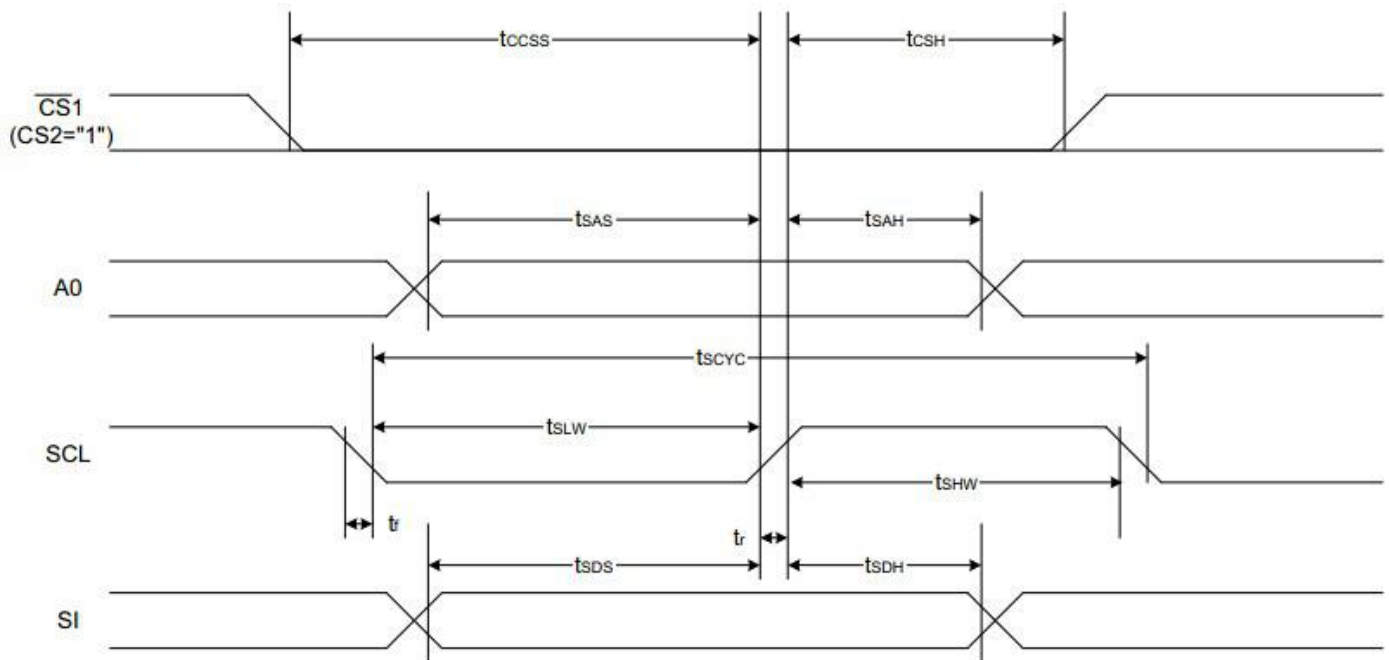 tCCSS
tCSH
CS1
(CS2="1")
tSAS
tSAH
A0
tSCYC
tSLW
SCL
tSHW
tf
tr
tSDS
tSDH
SI